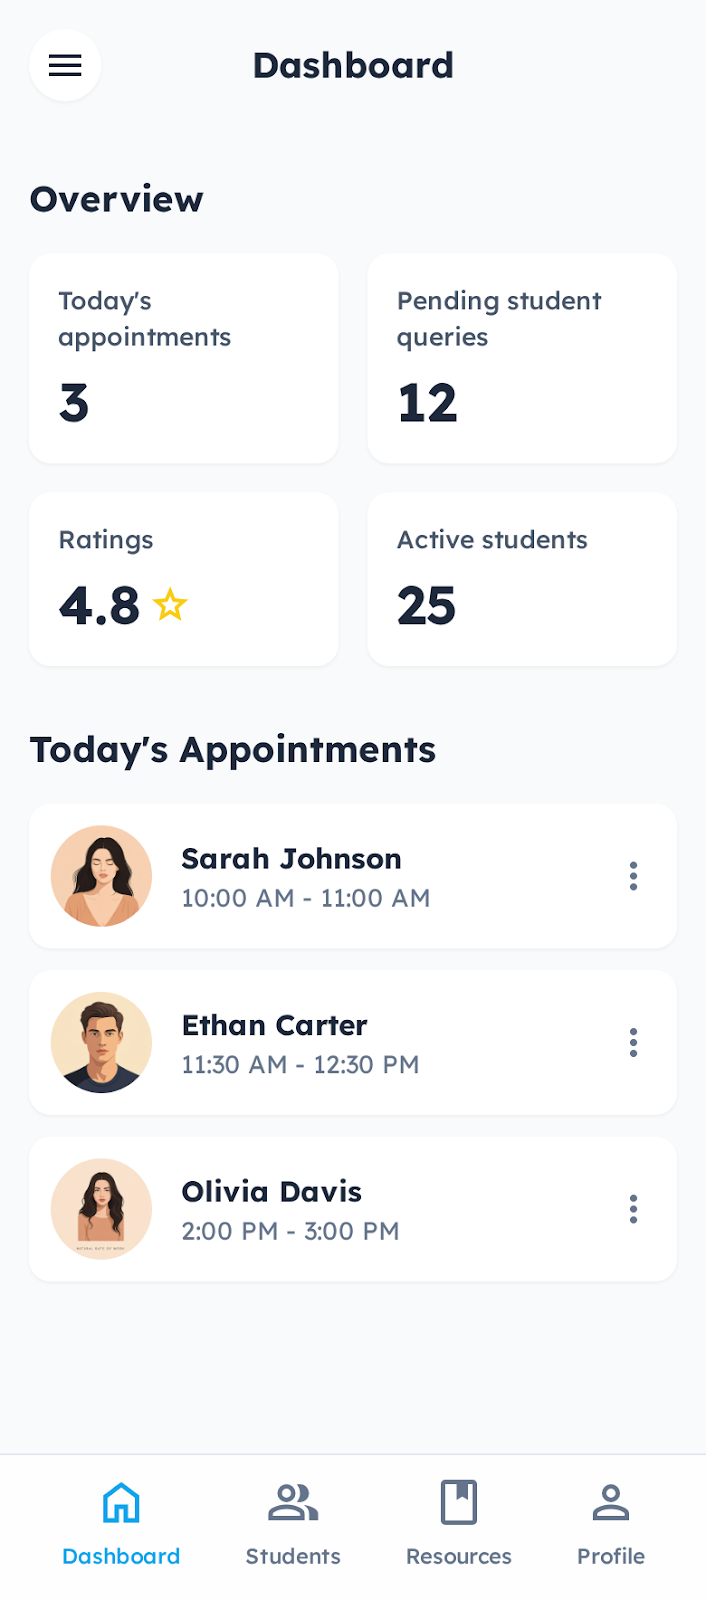 Dashboard
Overview
Today's
appointments
3
Pending student
queries
12
Ratings
4.8
Active students
25
Today's Appointments
Sarah Johnson
10:00 AM - 11:00 AM
Ethan Carter
11:30 AM - 12:30 PM
Olivia Davis
2:00 PM - 3:00 PM
Dashboard
Students
Resources
Profile